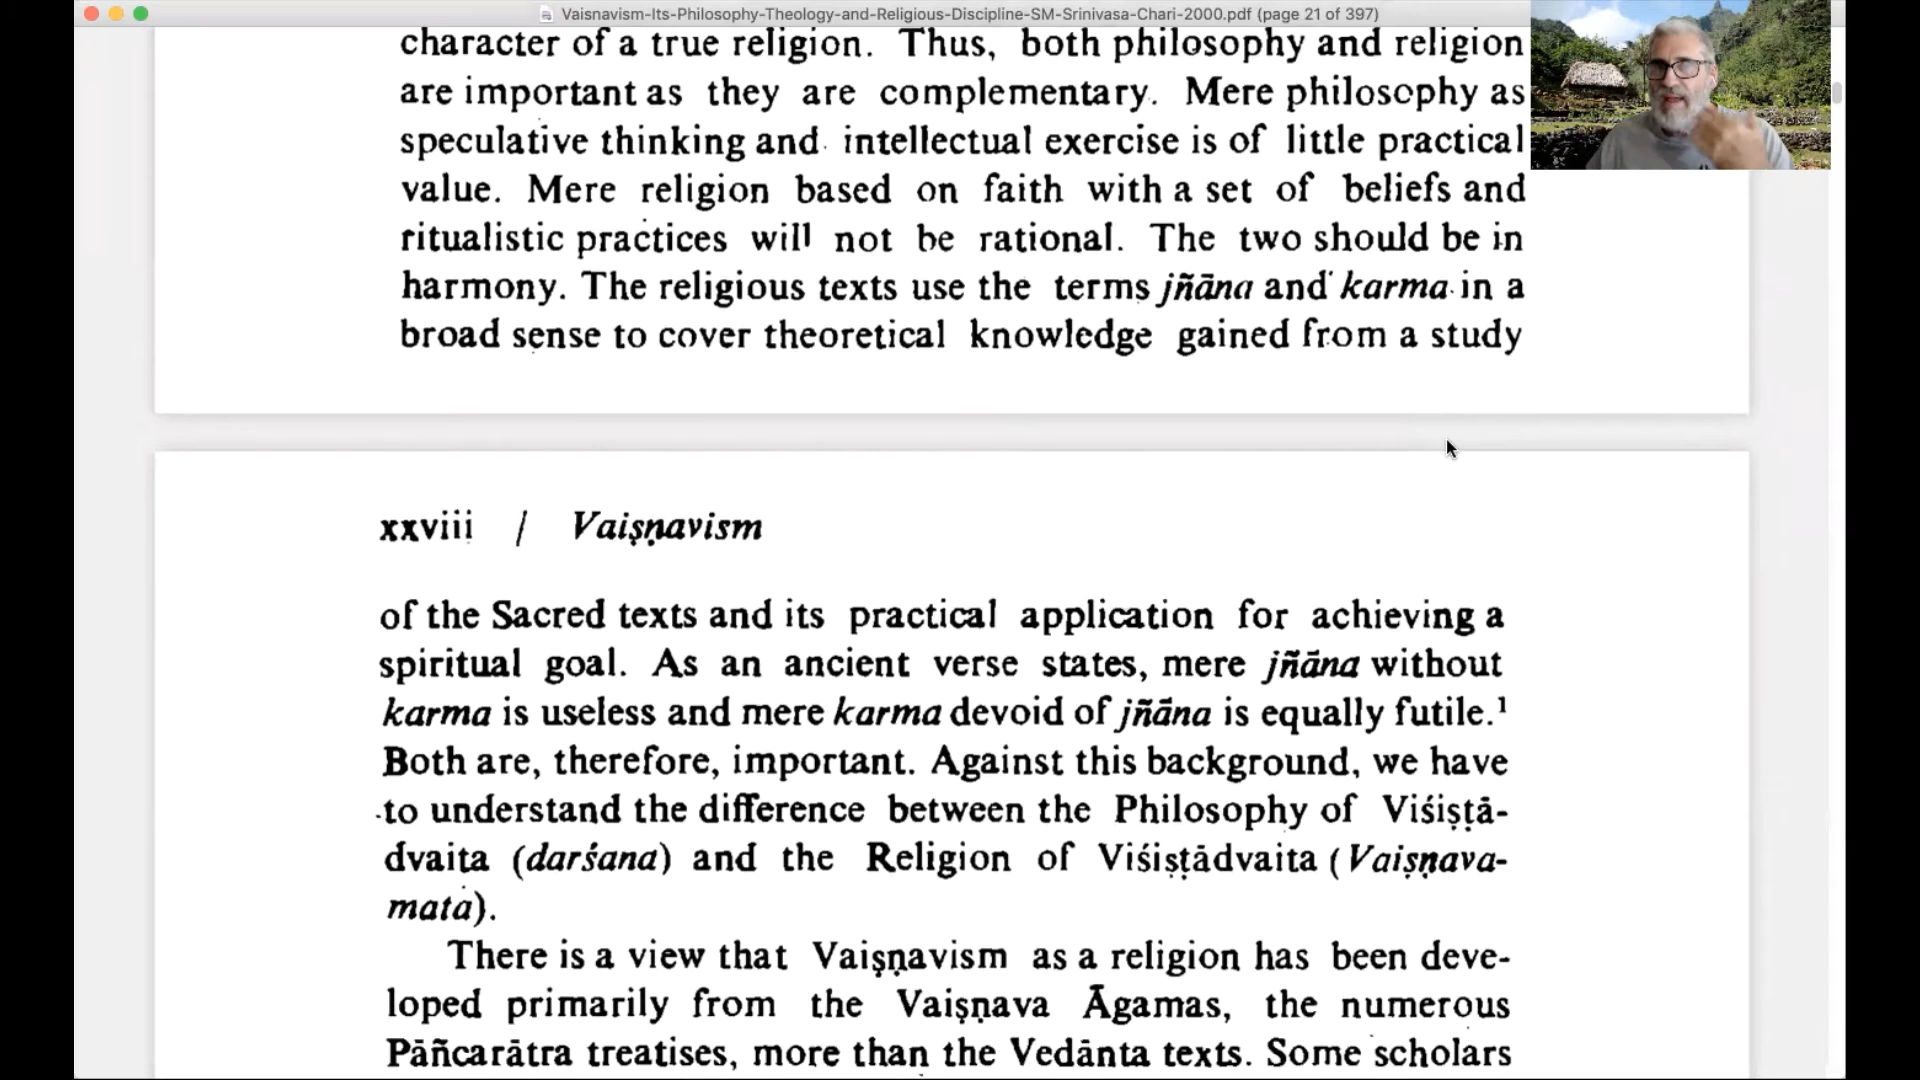 Vaisnavism-Its-Philosophy-Theology-and-Religious-Discipline-SM-Srinivasa-Chari-2000.pdf (page 21 of 397)
character of a true religion. Thus, both philosophy and religion
are important as they are complementary. Mere philosophy as
speculative thinking and intellectual exercise is of little practical
value. Mere religion based on faith with a set of beliefs and
ritualistic practices will not be rational. The two should be in
harmony. The religious texts use the terms jñāna and karma in a
broad sense to cover theoretical knowledge gained from a study
xxviii / Vaiṣṇavism
of the Sacred texts and its practical application for achieving a
spiritual goal. As an ancient verse states, mere jñāna without
karma is useless and mere karma devoid of jñāna is equally futile.¹
Both are, therefore, important. Against this background, we have
to understand the difference between the Philosophy of Viśiṣṭā-
dvaita (darśana) and the Religion of Viśiṣṭādvaita (Vaiṣṇava-
mata).
There is a view that Vaiṣṇavism as a religion has been deve-
loped primarily from the Vaiṣṇava Āgamas, the numerous
Pāñcarātra treatises, more than the Vedānta texts. Some scholars